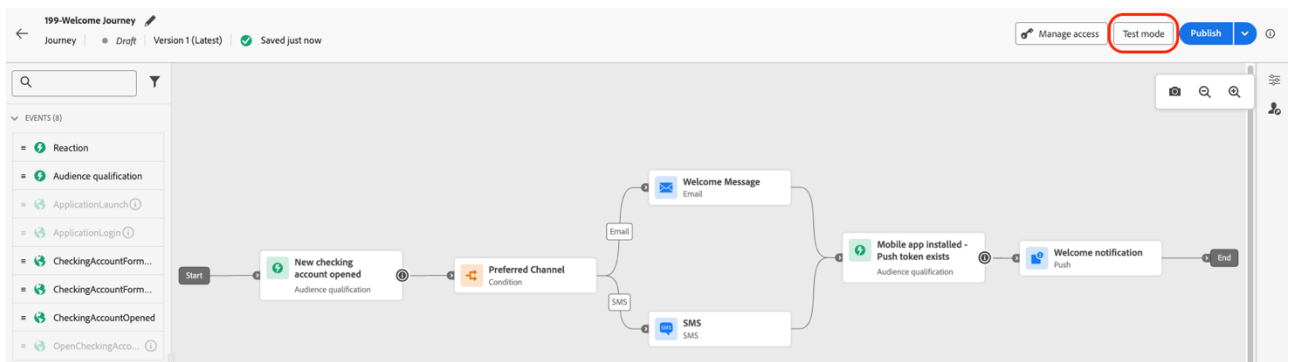 199-Welcome Journey
Journey Draft Version 1 (Latest) Saved just now
Manage access Test mode Publish
EVENTS (8)
Reaction
Audience qualification
ApplicationLaunch
ApplicationLogin
CheckingAccountForm...
CheckingAccountForm...
CheckingAccountOpened
OpenCheckingAcco...
Start
New checking
account opened
Audience qualification
Preferred Channel
Condition
Email
SMS
Welcome Message
Email
SMS
SMS
SMS
Mobile app installed -
Push token exists
Audience qualification
Welcome notification
Push
End